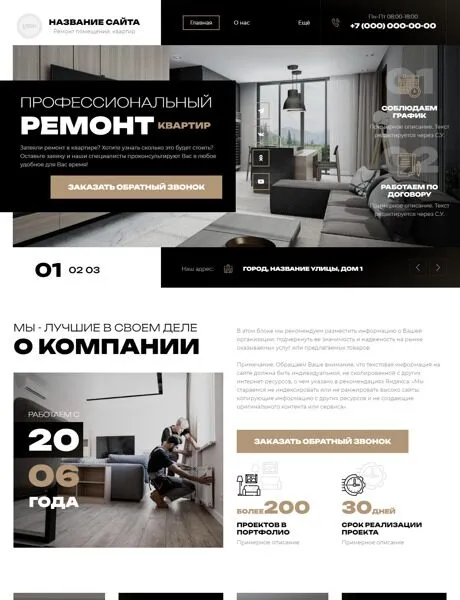 НАЗВАНИЕ САЙТА
Ремонт помещений, квартир
Главная
О нас
Ещё
Пн-Пт 08:00-18:00
+7 (000) 000-00-00
ПРОФЕССИОНАЛЬНЫЙ
РЕМОНТ КВАРТИР
Затеяли ремонт в квартире? Хотите узнать сколько это будет стоить?
Оставьте заявку и наши специалисты проконсультируют Вас в любое
удобное для Вас время!
ЗАКАЗАТЬ ОБРАТНЫЙ ЗВОНОК
01
СОБЛЮДАЕМ
ГРАФИК
Примерное описание. Текст
редактируется через С.У.
РАБОТАЕМ ПО
ДОГОВОРУ
Примерное описание. Текст
редактируется через С.У.
01 02 03
Наш адрес:
ГОРОД, НАЗВАНИЕ УЛИЦЫ, ДОМ 1
МЫ - ЛУЧШИЕ В СВОЕМ ДЕЛЕ
О КОМПАНИИ
РАБОТАЕМ С
20
06
ГОДА
В этом блоке мы рекомендуем разместить информацию о Вашей
организации, подчеркнуть ее значимость и надежность на рынке
оказываемых услуг или предлагаемых товаров.
Примечание: Обращаем Ваше внимание, что текстовая информация на
сайте должна быть индивидуальной, не скопированной с других
интернет-ресурсов, о чем указано в рекомендациях Яндекса: «Мы
стараемся не индексировать или не ранжировать высоко сайты,
копирующие информацию с других ресурсов и не создающие
оригинального контента или сервиса».
ЗАКАЗАТЬ ОБРАТНЫЙ ЗВОНОК
БОЛЕЕ 200
ПРОЕКТОВ В
ПОРТФОЛИО
Примерное описание
30 ДНЕЙ
СРОК РЕАЛИЗАЦИИ
ПРОЕКТА
Примерное описание